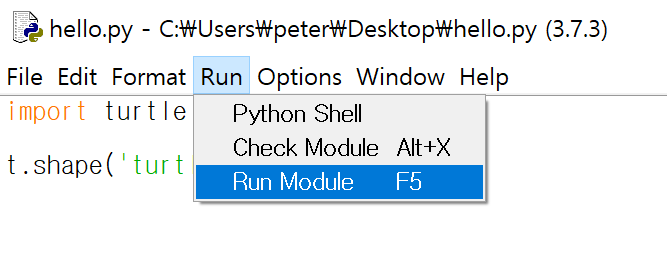 hello.py - C:₩Users₩peter₩Desktop₩hello.py (3.7.3)
File Edit Format Run Options Window Help
import turtle
Python Shell
Check Module Alt+X
t.shape('turt
Run Module F5